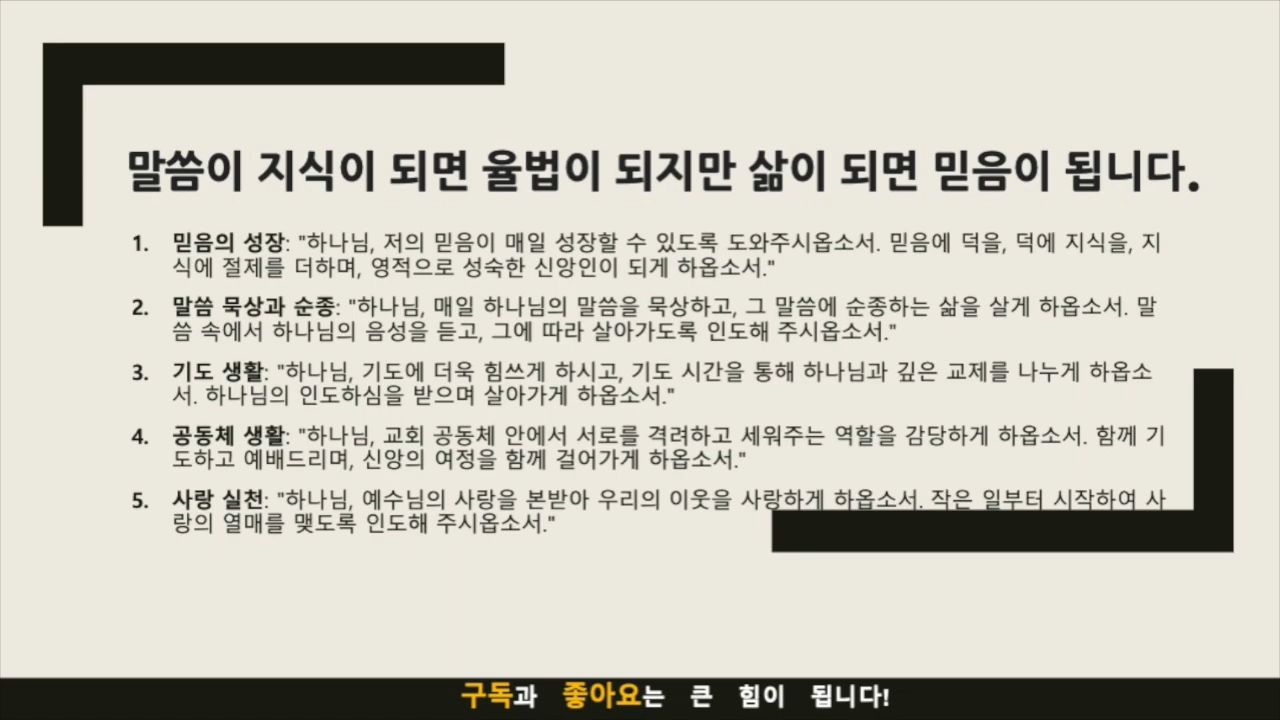 말씀이 지식이 되면 율법이 되지만 삶이 되면 믿음이 됩니다.
1. 믿음의 성장: "하나님, 저의 믿음이 매일 성장할 수 있도록 도와주시옵소서. 믿음에 덕을, 덕에 지식을, 지
식에 절제를 더하며, 영적으로 성숙한 신앙인이 되게 하옵소서."
2. 말씀 묵상과 순종: "하나님, 매일 하나님의 말씀을 묵상하고, 그 말씀에 순종하는 삶을 살게 하옵소서. 말
씀 속에서 하나님의 음성을 듣고, 그에 따라 살아가도록 인도해 주시옵소서."
3. 기도 생활: "하나님, 기도에 더욱 힘쓰게 하시고, 기도 시간을 통해 하나님과 깊은 교제를 나누게 하옵소
서. 하나님의 인도하심을 받으며 살아가게 하옵소서."
4. 공동체 생활: "하나님, 교회 공동체 안에서 서로를 격려하고 세워주는 역할을 감당하게 하옵소서. 함께 기
도하고 예배드리며, 신앙의 여정을 함께 걸어가게 하옵소서."
5. 사랑 실천: "하나님, 예수님의 사랑을 본받아 우리의 이웃을 사랑하게 하옵소서. 작은 일부터 시작하여 사
랑의 열매를 맺도록 인도해 주시옵소서."
구독과 좋아요는 큰 힘이 됩니다!